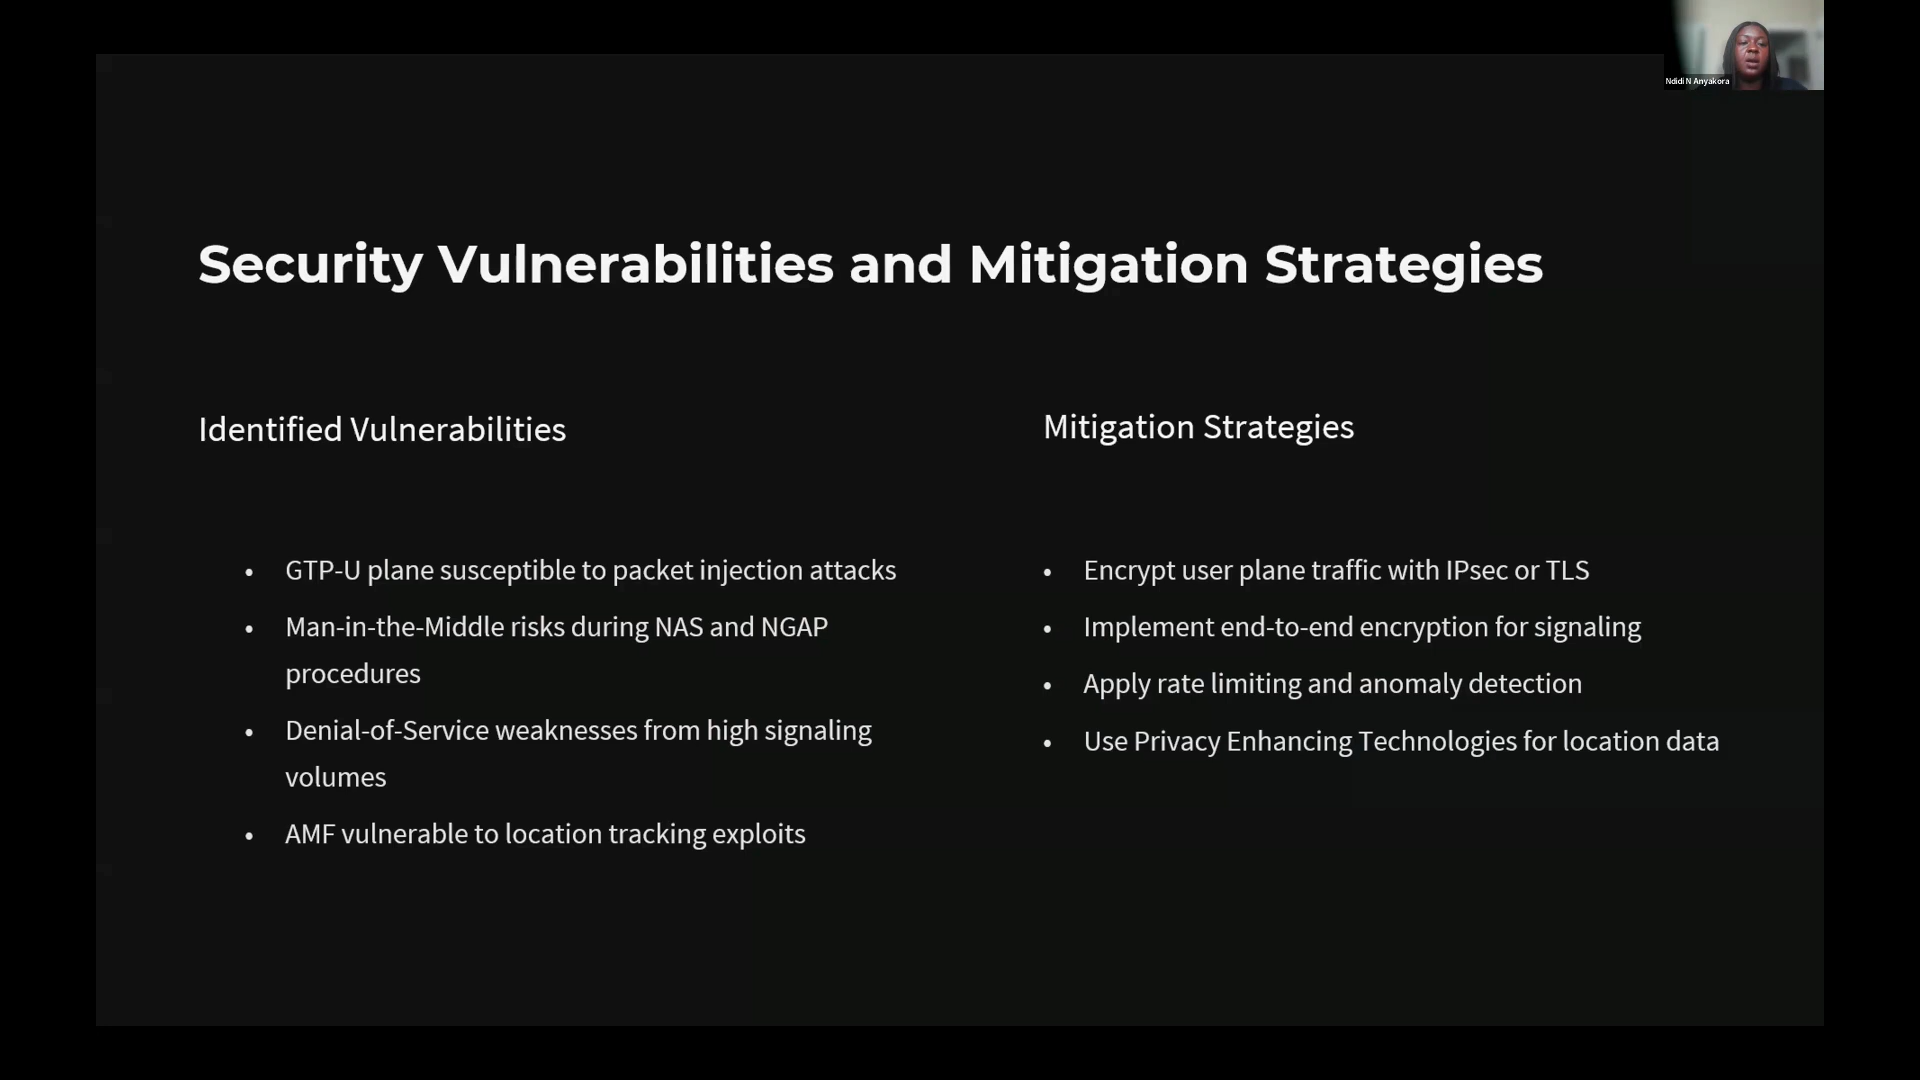 Ndidi N Anyakora
Security Vulnerabilities and Mitigation Strategies
Identified Vulnerabilities
• GTP-U plane susceptible to packet injection attacks
• Man-in-the-Middle risks during NAS and NGAP
procedures
• Denial-of-Service weaknesses from high signaling
volumes
• AMF vulnerable to location tracking exploits
Mitigation Strategies
• Encrypt user plane traffic with IPsec or TLS
• Implement end-to-end encryption for signaling
• Apply rate limiting and anomaly detection
• Use Privacy Enhancing Technologies for location data